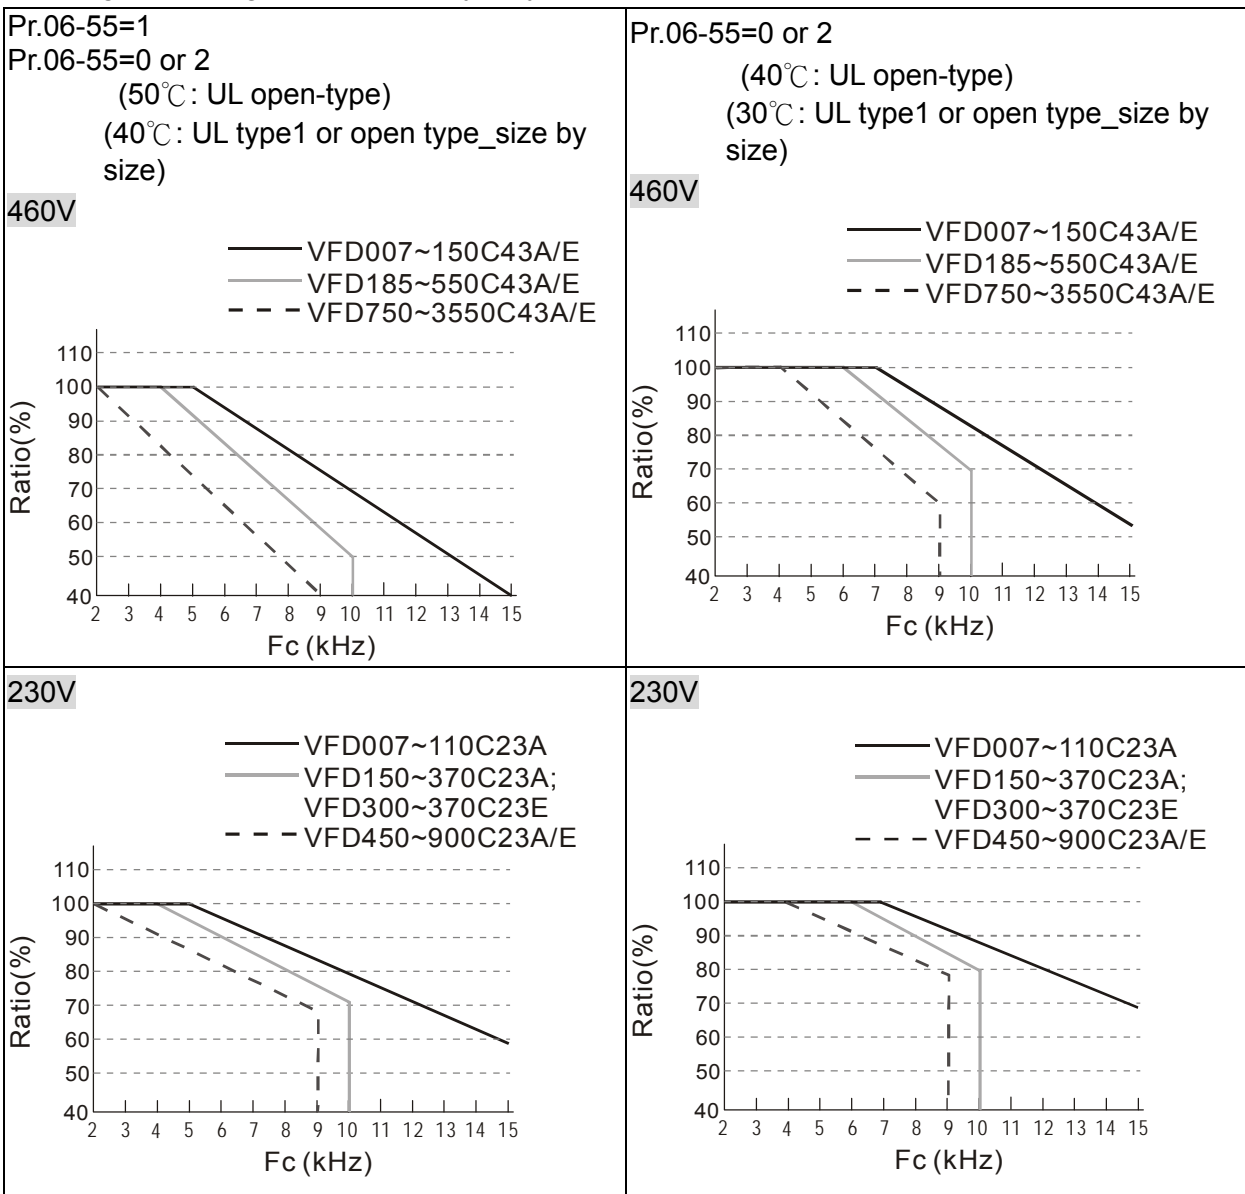 Pr.06-55=1
Pr.06-55=0 or 2
(50℃: UL open-type)
(40℃: UL type1 or open type_size by
size)
460V
VFD007~150C43A/E
VFD185~550C43A/E
VFD750~3550C43A/E
110
100
90
80
70
60
50
40
Ratio(%)
2 3 4 5 6 7 8 9 10 11 12 13 14 15
Fc (kHz)
Pr.06-55=0 or 2
(40℃: UL open-type)
(30℃: UL type1 or open type_size by
size)
460V
VFD007~150C43A/E
VFD185~550C43A/E
VFD750~3550C43A/E
110
100
90
80
70
60
50
40
Ratio(%)
2 3 4 5 6 7 8 9 10 11 12 13 14 15
Fc (kHz)
230V
VFD007~110C23A
VFD150~370C23A;
VFD300~370C23E
VFD450~900C23A/E
110
100
90
80
70
60
50
40
Ratio(%)
2 3 4 5 6 7 8 9 10 11 12 13 14 15
Fc (kHz)
230V
VFD007~110C23A
VFD150~370C23A;
VFD300~370C23E
VFD450~900C23A/E
110
100
90
80
70
60
50
40
Ratio(%)
2 3 4 5 6 7 8 9 10 11 12 13 14 15
Fc (kHz)